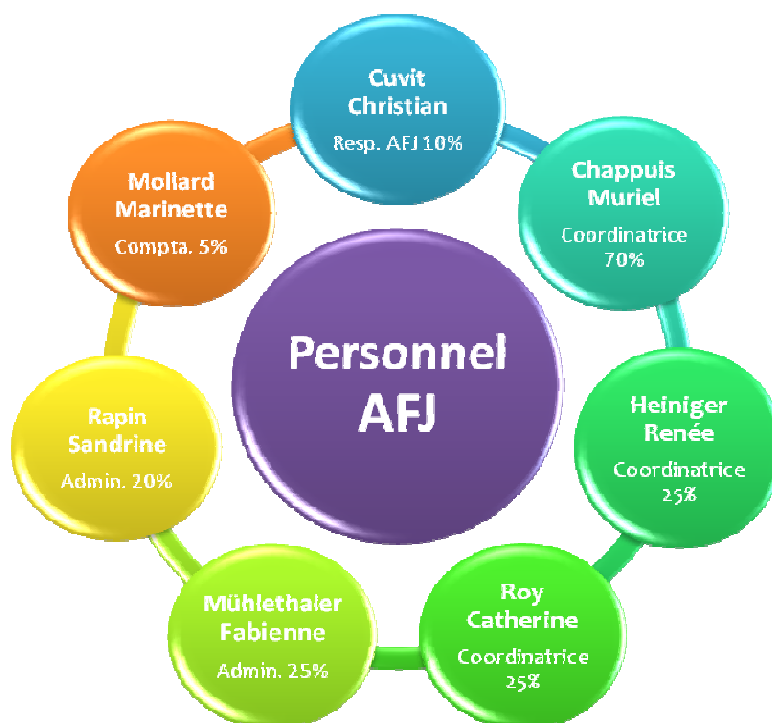 Cuvit
Christian
Resp. AFJ 10%
Chappuis
Muriel
Coordinatrice
70%
Heiniger
Renée
Coordinatrice
25%
Roy
Catherine
Coordinatrice
25%
Mühlethaler
Fabienne
Admin. 25%
Rapin
Sandrine
Admin. 20%
Mollard
Marinette
Compta. 5%
Personnel
AFJ